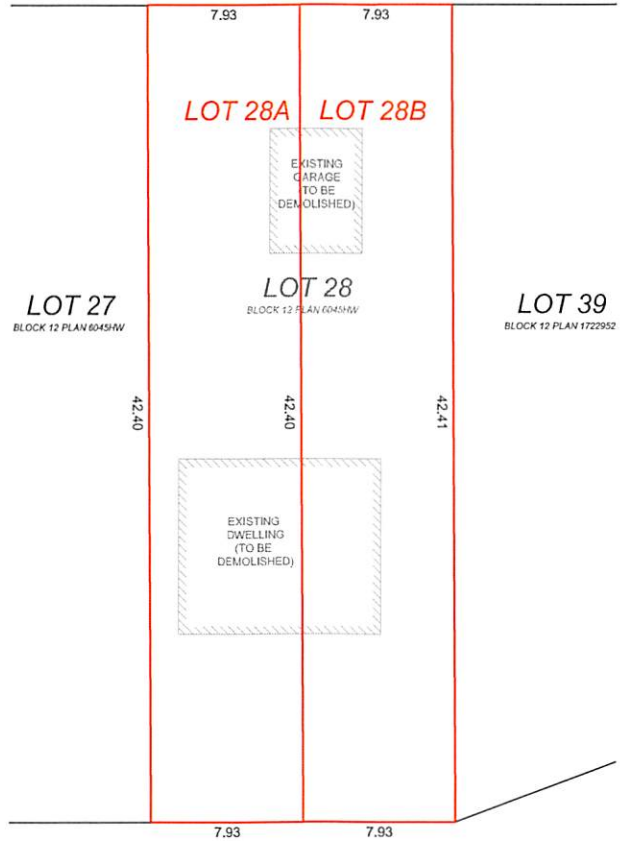 7.93 7.93
LOT 28A LOT 28B
EXISTING
GARAGE
(TO BE
DEMOLISHED)
LOT 27
BLOCK 12 PLAN 6045HW
LOT 28
BLOCK 12 PLAN 6045HW
LOT 39
BLOCK 12 PLAN 1722952
42.40 42.40 42.41
EXISTING
DWELLING
(TO BE
DEMOLISHED)
7.93 7.93